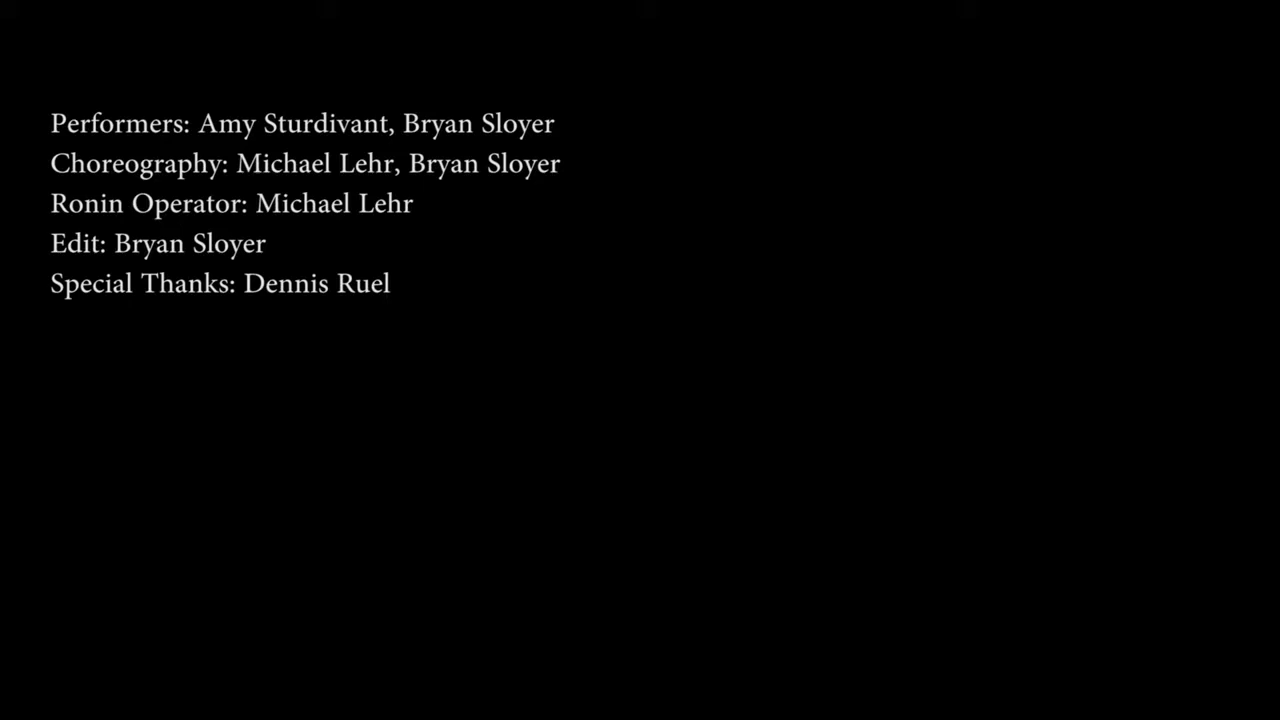 Performers: Amy Sturdivant, Bryan Sloyer
Choreography: Michael Lehr, Bryan Sloyer
Ronin Operator: Michael Lehr
Edit: Bryan Sloyer
Special Thanks: Dennis Ruel